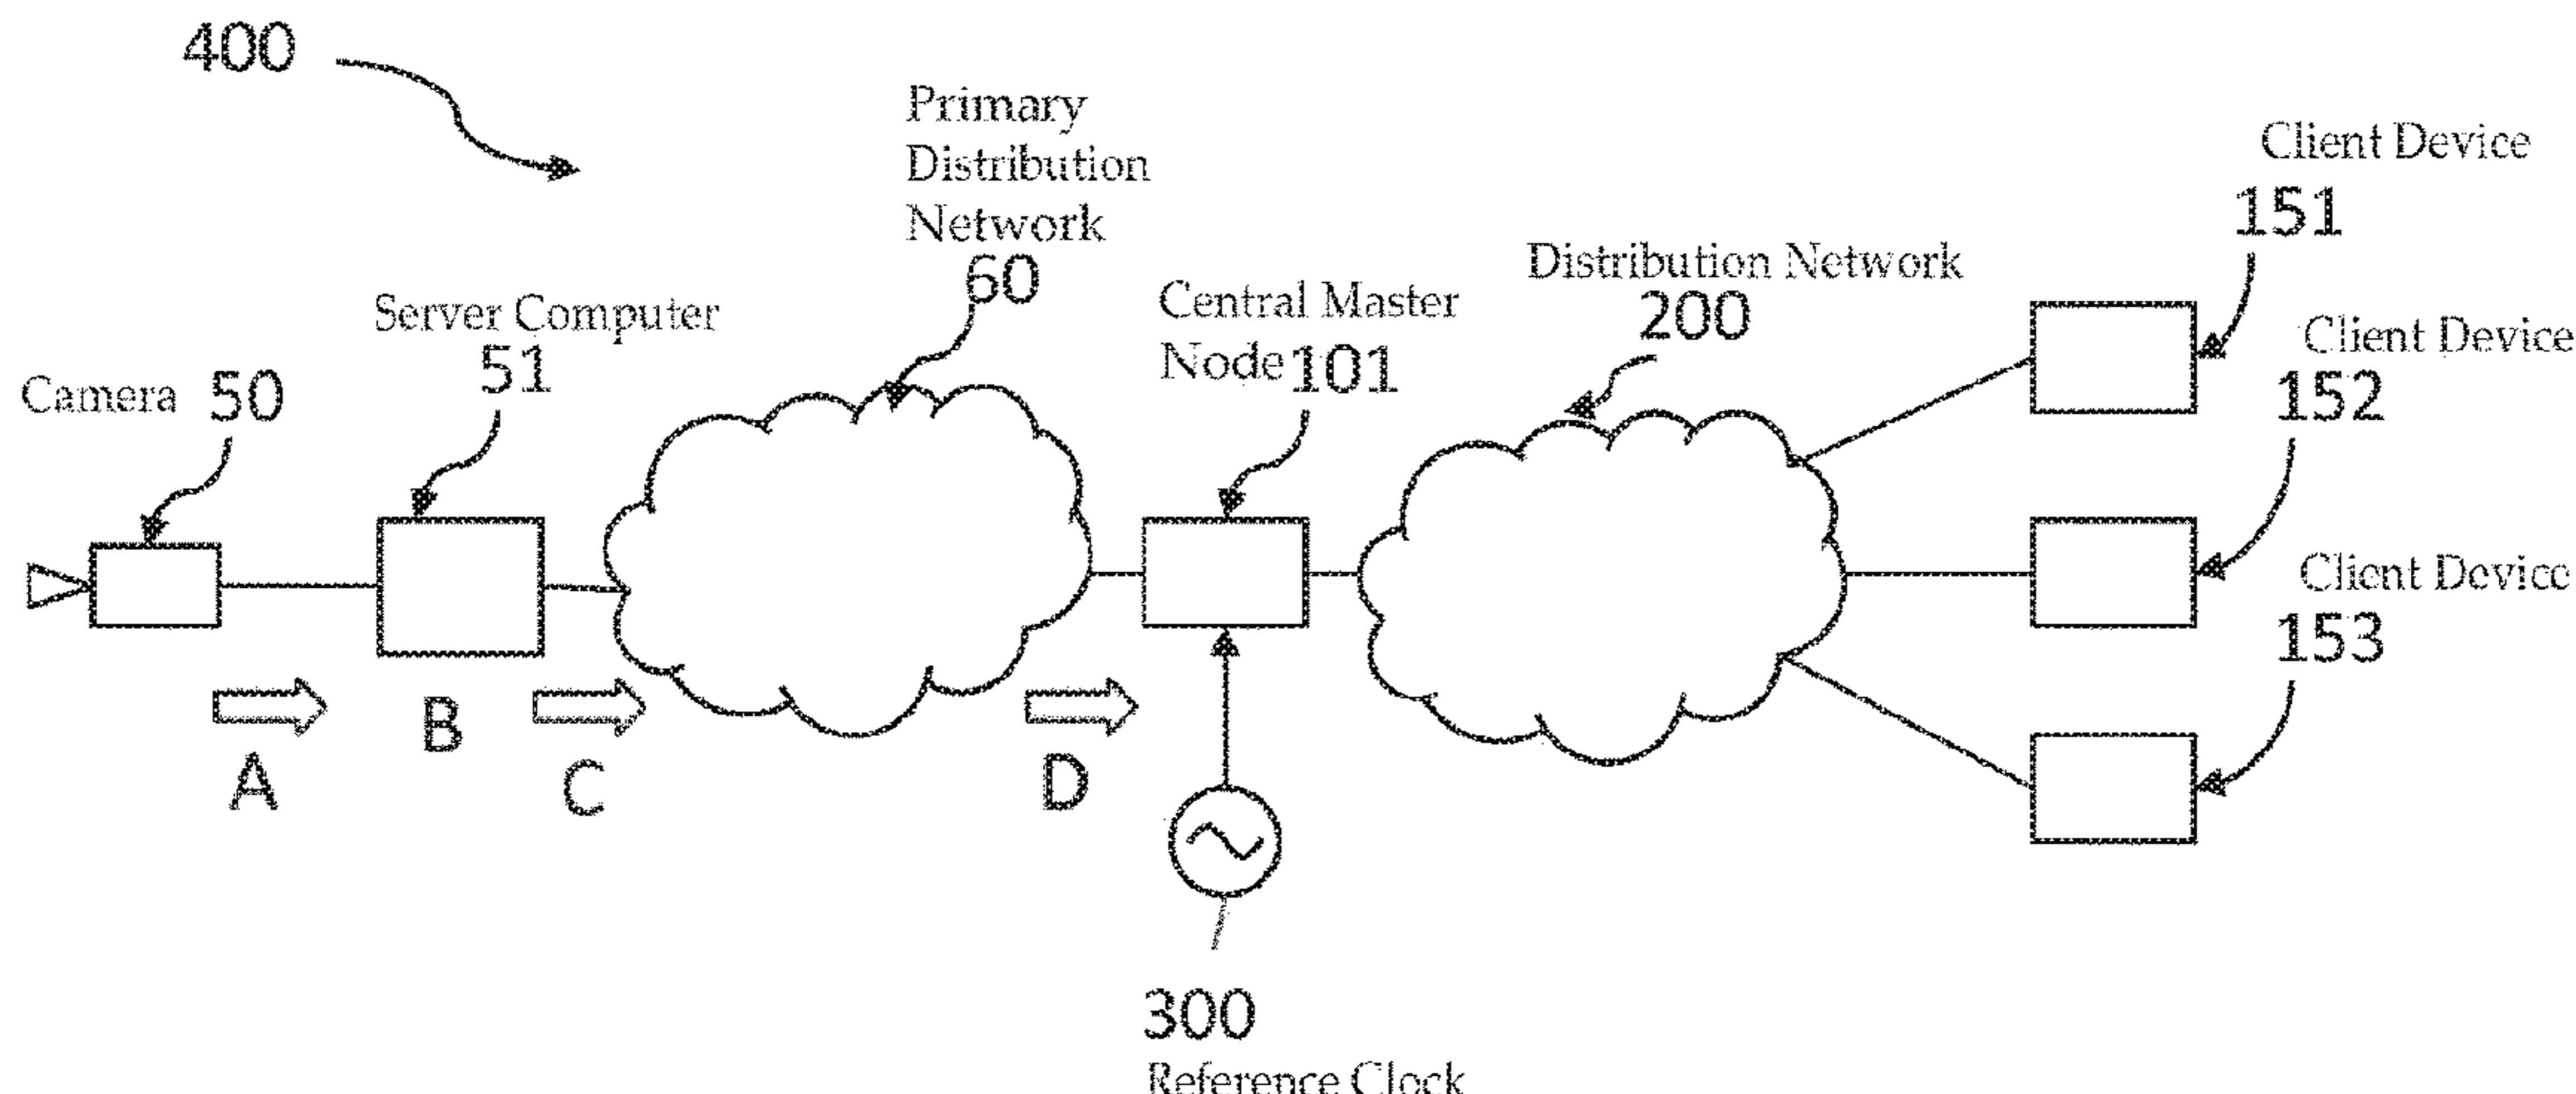 400
Primary
Distribution
Network
60
Client Device
151
Distribution Network
200
Central Master
Node 101
Server Computer
51
Camera 50
Client Device
152
Client Device
153
A
B
C
D
300
Reference Clock